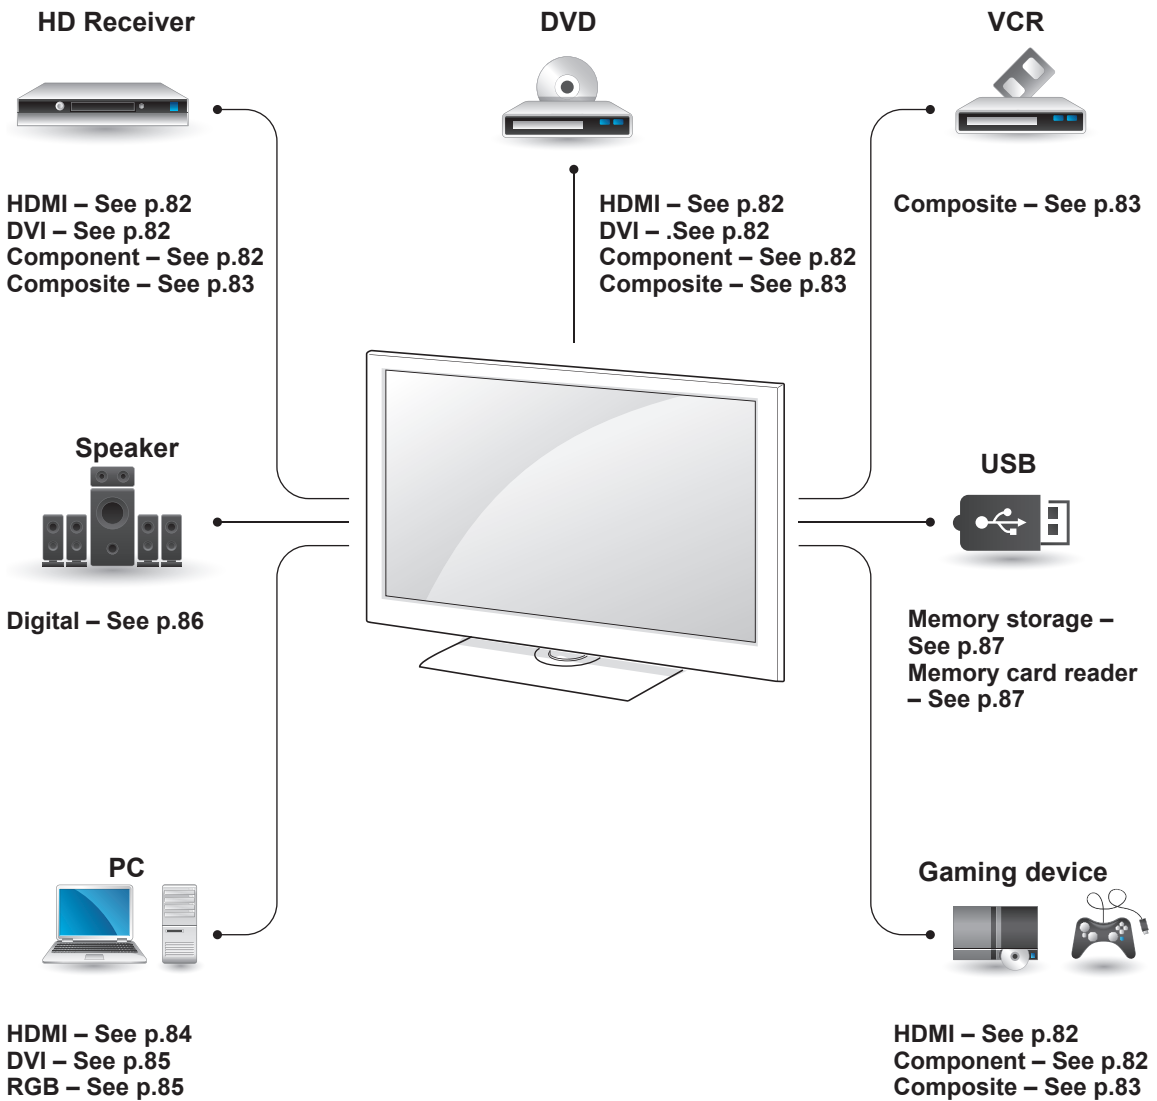 HD Receiver
HDMI – See p.82
DVI – See p.82
Component – See p.82
Composite – See p.83
DVD
HDMI – See p.82
DVI – .See p.82
Component – See p.82
Composite – See p.83
VCR
Composite – See p.83
Speaker
Digital – See p.86
USB
Memory storage –
See p.87
Memory card reader
– See p.87
PC
HDMI – See p.84
DVI – See p.85
RGB – See p.85
Gaming device
HDMI – See p.82
Component – See p.82
Composite – See p.83